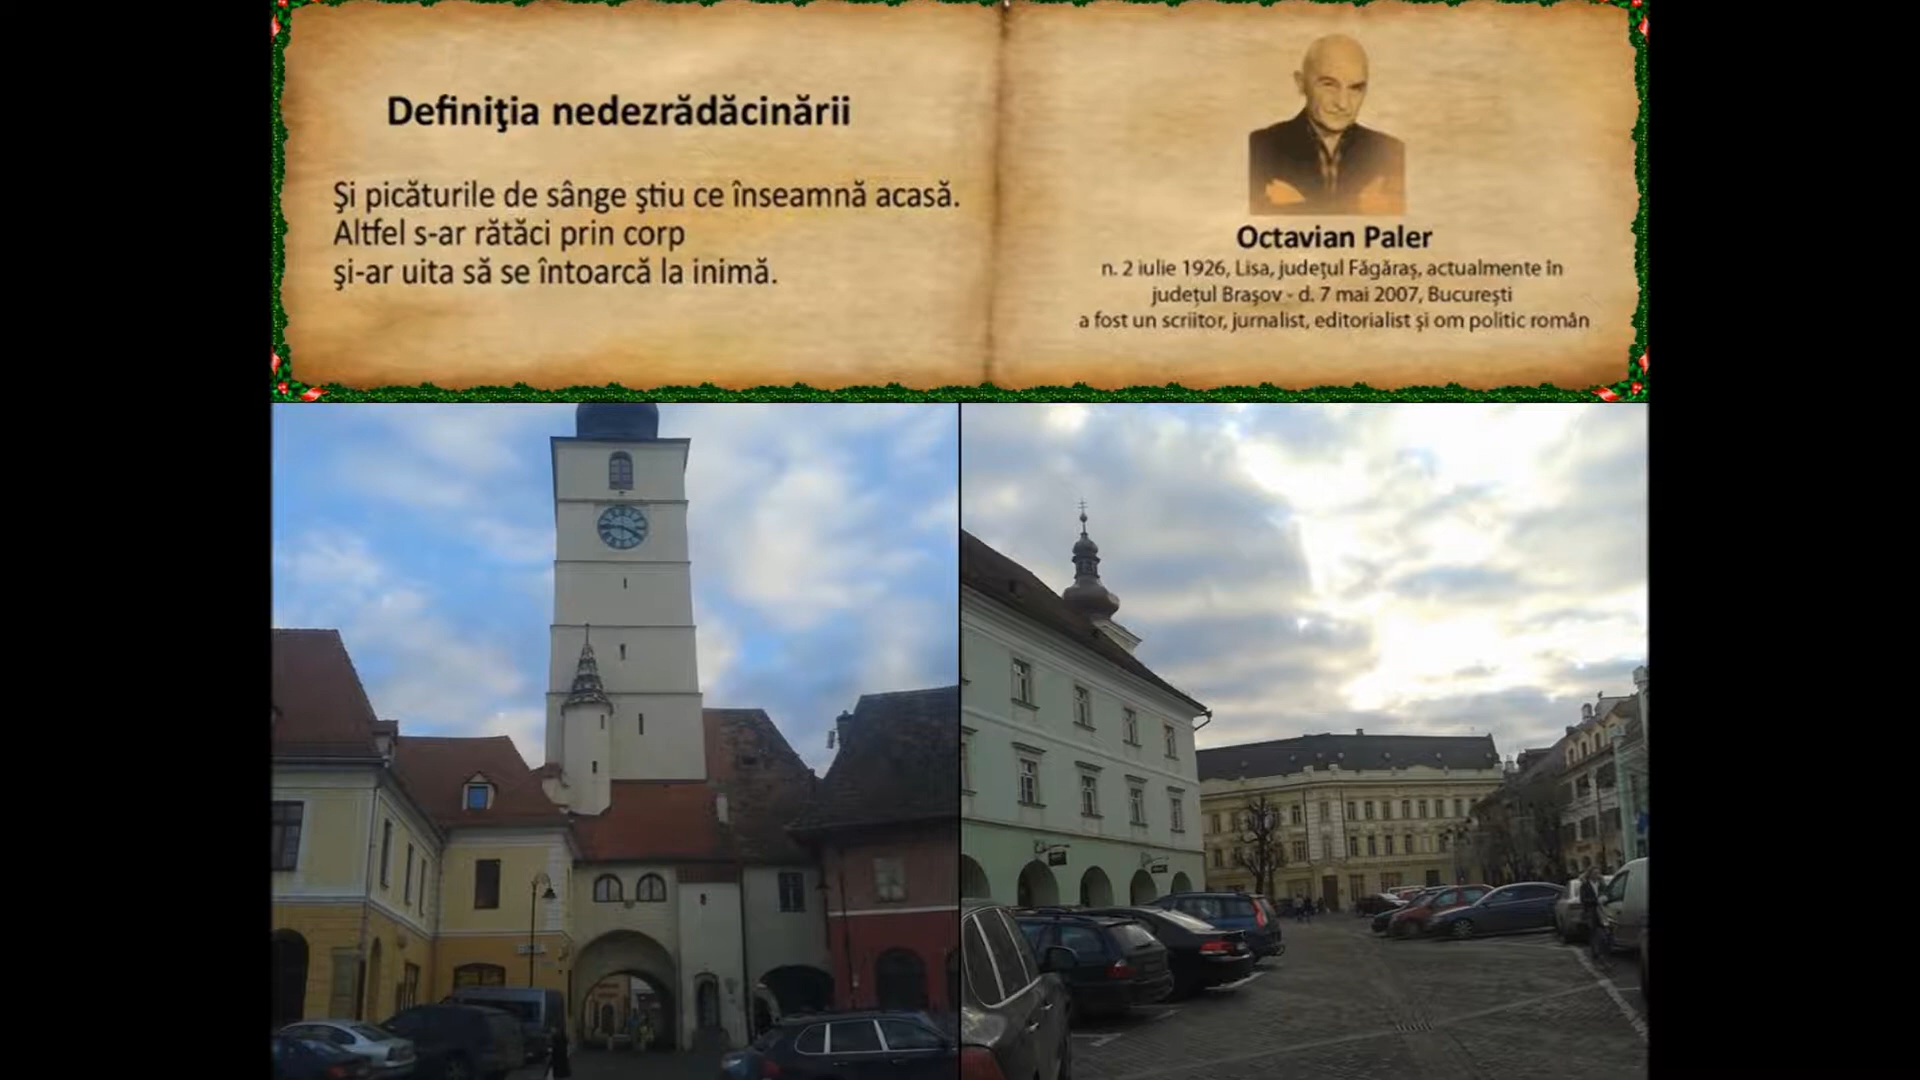 Definiţia nedezrădăcinării
Şi picăturile de sânge ştiu ce înseamnă acasă.
Altfel s-ar rătăci prin corp
şi-ar uita să se întoarcă la inimă.
Octavian Paler
n. 2 iulie 1926, Lisa, judeţul Făgăraş, actualmente în
judeţul Braşov - d. 7 mai 2007, Bucureşti
a fost un scriitor, jurnalist, editorialist şi om politic român